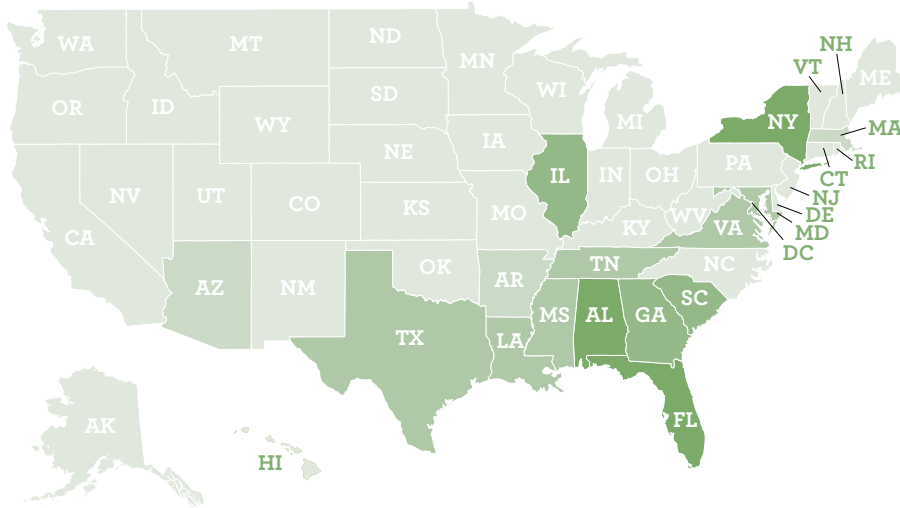 NH
VT
WA
MT
ND
MN
ME
OR
ID
SD
WI
MI
NY
MA
WY
IA
NE
PA
RI
CT
NV
UT
CO
IL
IN
OH
NJ
DE
MD
DC
KS
MO
KY
WV
VA
CA
AZ
NM
OK
AR
TN
NC
SC
TX
LA
MS
AL
GA
AK
HI
FL